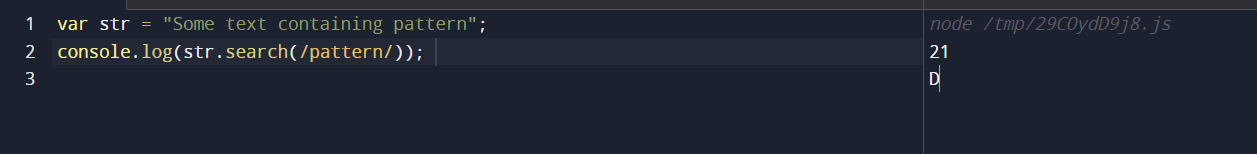 1 var str = "Some text containing pattern";
2 console.log(str.search(/pattern/));
3
node /tmp/29COydD9j8.js
21
D